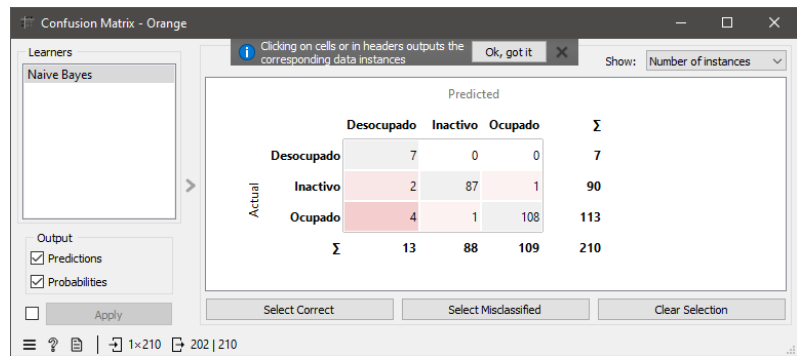 Confusion Matrix - Orange
Learners
Naive Bayes
Clicking on cells or in headers outputs the
corresponding data instances
Ok, got it
Show: Number of instances
Predicted
Desocupado Inactivo Ocupado Σ
Desocupado 7 0 0 7
Actual
Inactivo 2 87 1 90
Ocupado 4 1 108 113
Σ 13 88 109 210
Output
Predictions
Probabilities
Apply
Select Correct Select Misclassified Clear Selection
1×210 202 | 210